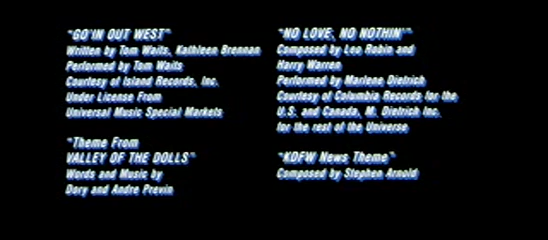 "GO'IN OUT WEST"
Written by Tom Waits, Kathleen Brennan
Performed by Tom Waits
Courtesy of Island Records, Inc.
Under License From
Universal Music Special Markets
"Theme From
VALLEY OF THE DOLLS"
Words and Music by
Dory and Andre Previn
"NO LOVE, NO NOTHIN'"
Composed by Leo Robin and
Harry Warren
Performed by Marlene Dietrich
Courtesy of Columbia Records for the
U.S. and Canada, M. Dietrich Inc.
for the rest of the Universe
"KDFW News Theme"
Composed by Stephen Arnold